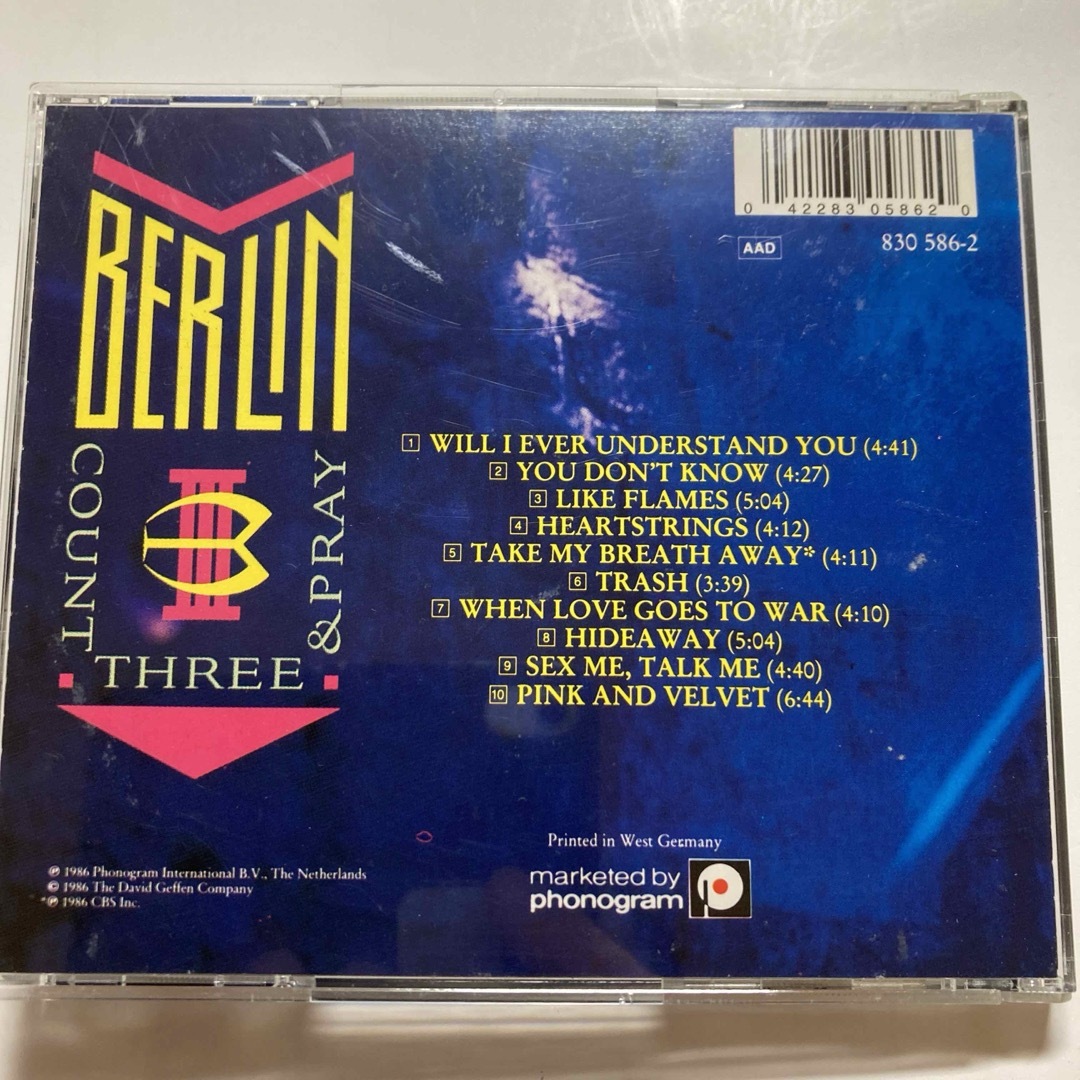 BERLIN
COUNT
THREE
& PRAY
0 42283 05862 0
AAD
830 586-2
1 WILL I EVER UNDERSTAND YOU (4:41)
2 YOU DON'T KNOW (4:27)
3 LIKE FLAMES (5:04)
4 HEARTSTRINGS (4:12)
5 TAKE MY BREATH AWAY* (4:11)
6 TRASH (3:39)
7 WHEN LOVE GOES TO WAR (4:10)
8 HIDEAWAY (5:04)
9 SEX ME, TALK ME (4:40)
10 PINK AND VELVET (6:44)
Printed in West Germany
℗ 1986 Phonogram International B.V., The Netherlands
© 1986 The David Geffen Company
*℗ 1986 CBS Inc.
marketed by
phonogram